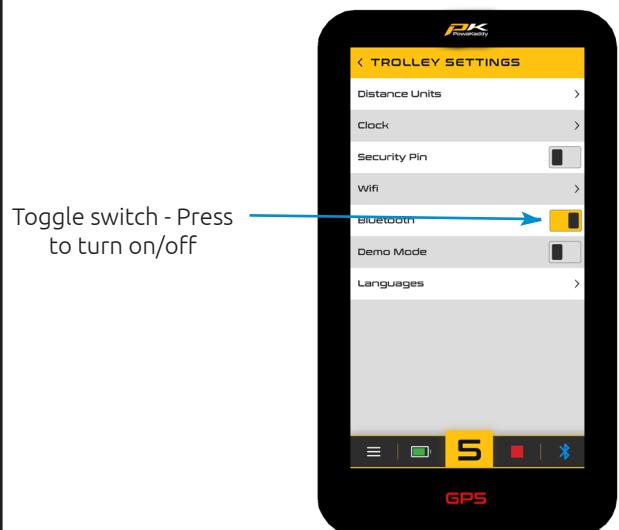 PK
PowaKaddy
TROLLEY SETTINGS
Distance Units
Clock
Security Pin
Wifi
Bluetooth
Demo Mode
Languages
Toggle switch - Press
to turn on/off
5
GPS